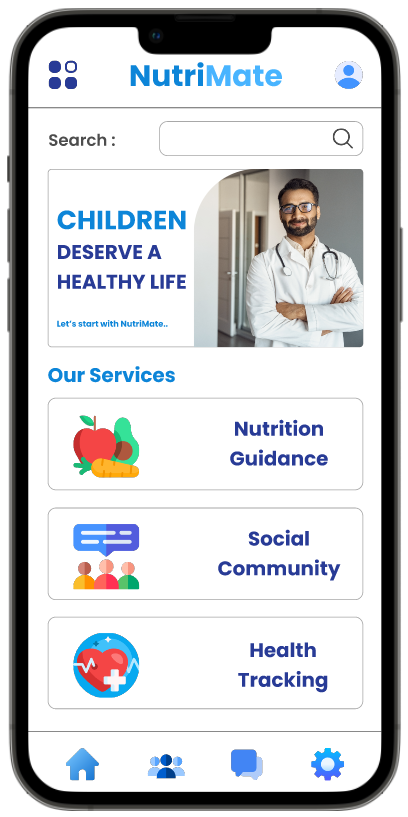 NutriMate
Search :
CHILDREN
DESERVE A
HEALTHY LIFE
Let's start with NutriMate..
Our Services
Nutrition
Guidance
Social
Community
Health
Tracking